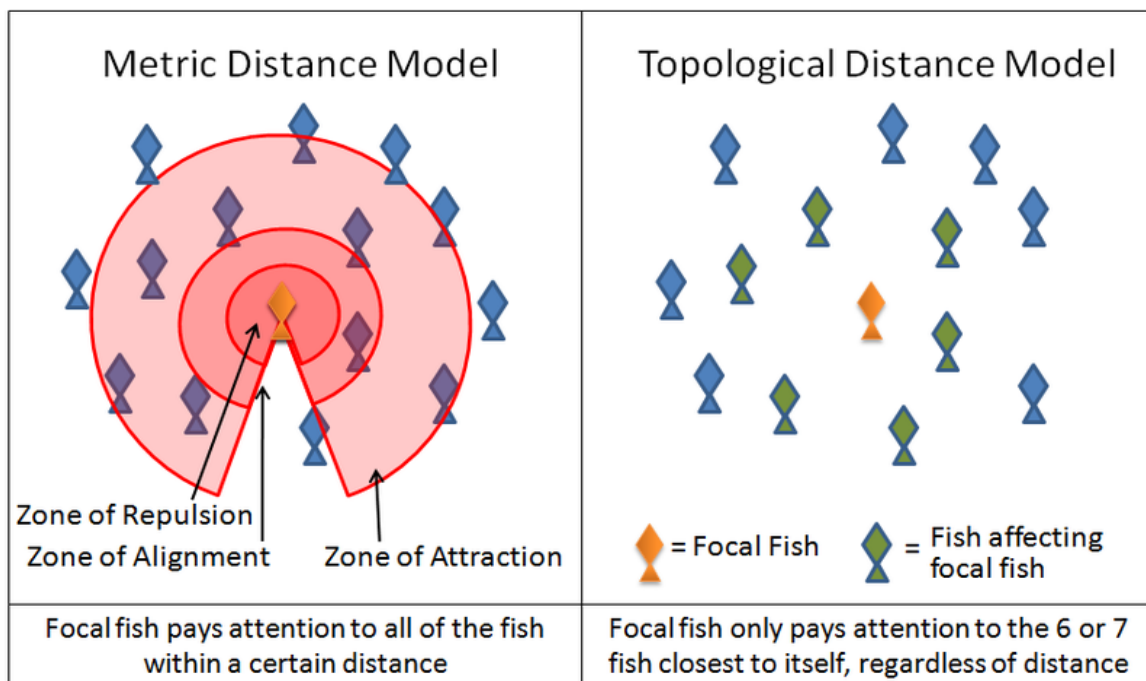 Metric Distance Model
Zone of Repulsion
Zone of Alignment
Zone of Attraction
Focal fish pays attention to all of the fish
within a certain distance
Topological Distance Model
= Focal Fish
= Fish affecting
focal fish
Focal fish only pays attention to the 6 or 7
fish closest to itself, regardless of distance